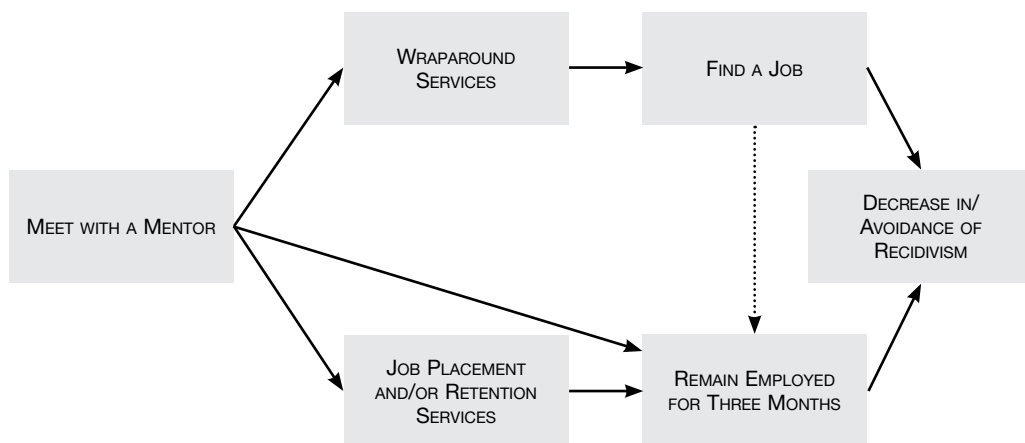 Wraparound
Services
Find a Job
Meet with a Mentor
Decrease in/
Avoidance of
Recidivism
Job Placement
and/or Retention
Services
Remain Employed
for Three Months